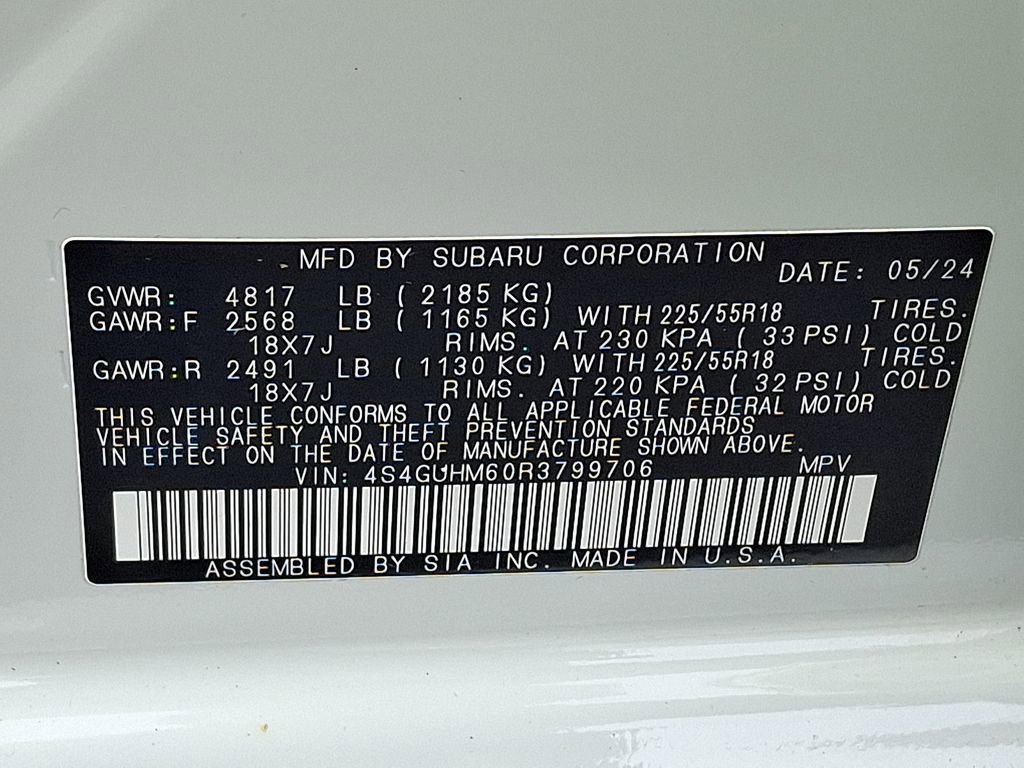 MFD BY SUBARU CORPORATION DATE: 05/24
GVWR: 4817 LB ( 2185 KG)
GAWR:F 2568 LB ( 1165 KG) WITH 225/55R18 TIRES.
18X7J RIMS. AT 230 KPA ( 33 PSI) COLD
GAWR:R 2491 LB ( 1130 KG) WITH 225/55R18 TIRES.
18X7J RIMS. AT 220 KPA ( 32 PSI) COLD
THIS VEHICLE CONFORMS TO ALL APPLICABLE FEDERAL MOTOR
VEHICLE SAFETY AND THEFT PREVENTION STANDARDS
IN EFFECT ON THE DATE OF MANUFACTURE SHOWN ABOVE.
VIN: 4S4GUHM60R3799706 MPV
ASSEMBLED BY SIA INC. MADE IN U.S.A.